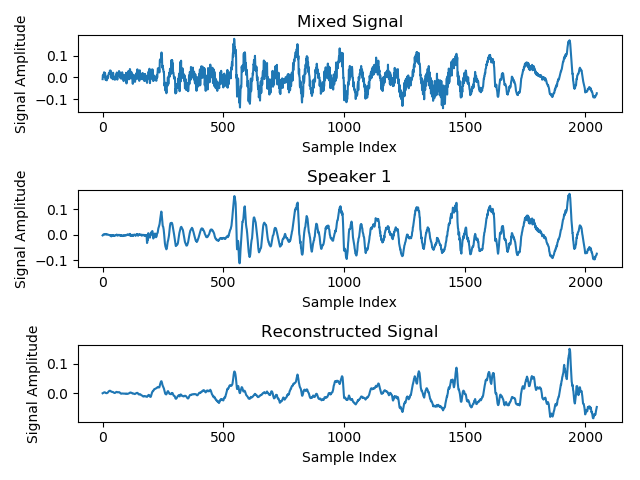 Mixed Signal
Signal Amplitude
0.1
0.0
−0.1
0 500 1000 1500 2000
Sample Index
Speaker 1
Signal Amplitude
0.1
0.0
−0.1
0 500 1000 1500 2000
Sample Index
Reconstructed Signal
Signal Amplitude
0.1
0.0
0 500 1000 1500 2000
Sample Index